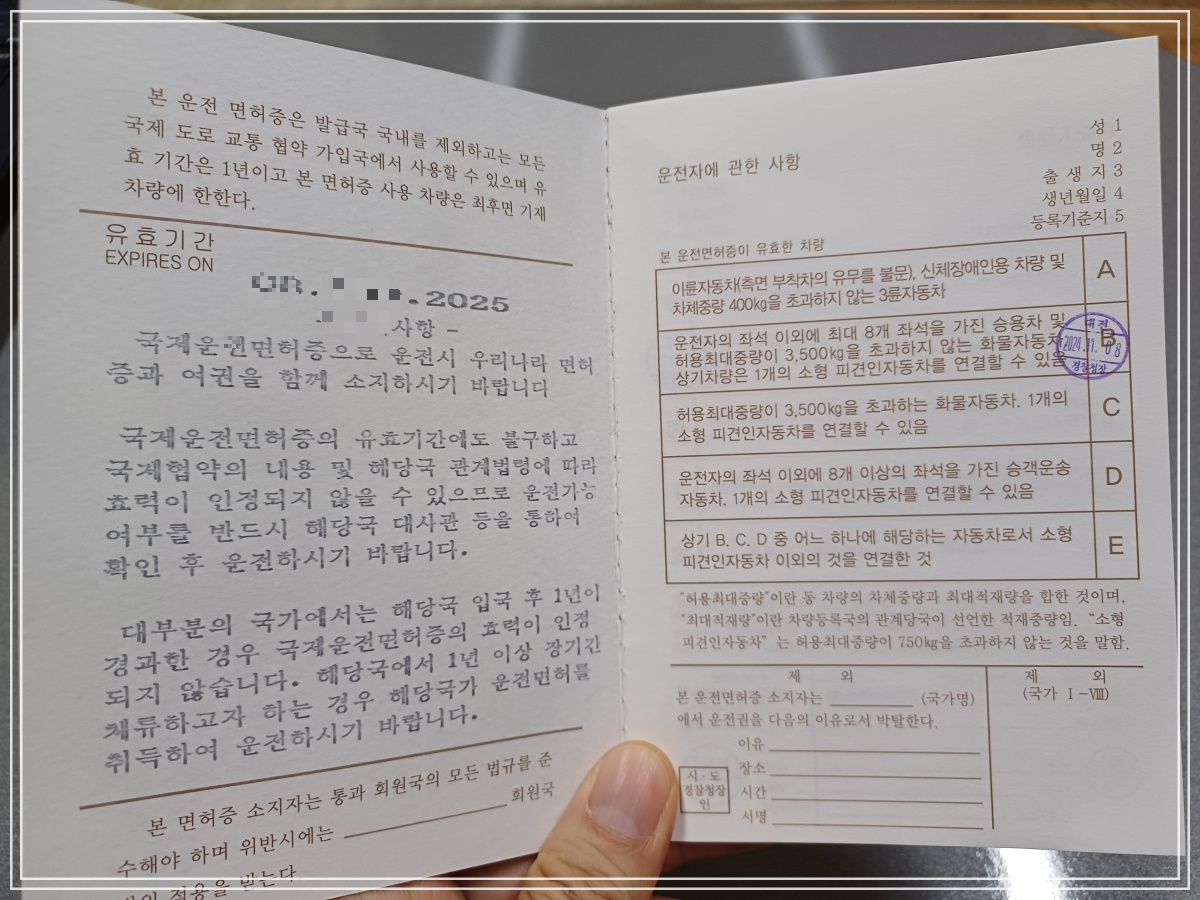 본 운전 면허증은 발급국 국내를 제외하고는 모든
국제 도로 교통 협약 가입국에서 사용할 수 있으며 유
효 기간은 1년이고 본 면허증 사용 차량은 최후면 기재
차량에 한한다.
유효기간
EXPIRES ON
.2025
사항 -
국제운전면허증으로 운전시 우리나라 면허
증과 여권을 함께 소지하시기 바랍니다
국제운전면허증의 유효기간에도 불구하고
국제협약의 내용 및 해당국 관계법령에 따라
효력이 인정되지 않을 수 있으므로 운전가능
여부를 반드시 해당국 대사관 등을 통하여
확인 후 운전하시기 바랍니다.
대부분의 국가에서는 해당국 입국 후 1년이
경과한 경우 국제운전면허증의 효력이 인정
되지 않습니다. 해당국에서 1년 이상 장기간
체류하고자 하는 경우 해당국가 운전면허를
취득하여 운전하시기 바랍니다.
본 면허증 소지자는 통과 회원국의 모든 법규를 준
수해야 하며 위반시에는 회원국
적용을 받는다
운전자에 관한 사항
성 1
명 2
출 생 지 3
생년월일 4
등록기준지 5
본 운전면허증이 유효한 차량
이륜자동차(측면 부착차의 유무를 불문), 신체장애인용 차량 및
차체중량 400kg을 초과하지 않는 3륜자동차
A
운전자의 좌석 이외에 최대 8개 좌석을 가진 승용차 및
허용최대중량이 3,500kg을 초과하지 않는 화물자동차
상기차량은 1개의 소형 피견인자동차를 연결할 수 있음
B
대전
2024.11.08
경찰청장
허용최대중량이 3,500kg을 초과하는 화물자동차. 1개의
소형 피견인자동차를 연결할 수 있음
C
운전자의 좌석 이외에 8개 이상의 좌석을 가진 승객운송
자동차. 1개의 소형 피견인자동차를 연결할 수 있음
D
상기 B. C. D 중 어느 하나에 해당하는 자동차로서 소형
피견인자동차 이외의 것을 연결한 것
E
"허용최대중량"이란 동 차량의 차체중량과 최대적재량을 합한 것이며,
"최대적재량"이란 차량등록국의 관계당국이 선언한 적재중량임. "소형
피견인자동차" 는 허용최대중량이 750kg을 초과하지 않는 것을 말함.
제 외
본 운전면허증 소지자는 (국가명)
에서 운전권을 다음의 이유로서 박탈한다.
이유
장소
시간
서명
시·도
경찰청장
인
제 외
(국가 Ⅰ-Ⅷ)